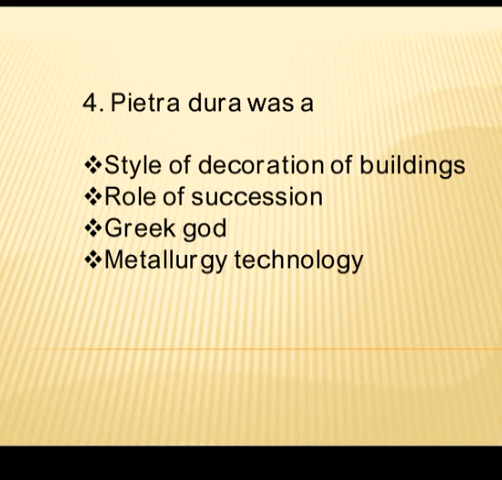 4. Pietra dura was a
❖Style of decoration of buildings
❖Role of succession
❖Greek god
❖Metallurgy technology